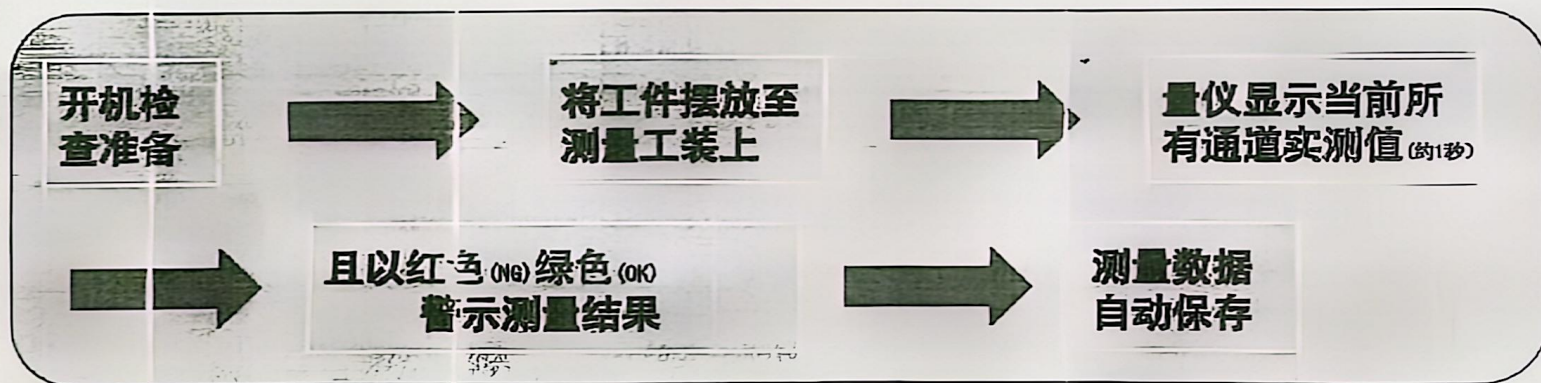 开机检
查准备
将工件摆放至
测量工装上
量仪显示当前所
有通道实测值(约1秒)
且以红色(NG)绿色(OK)
警示测量结果
测量数据
自动保存